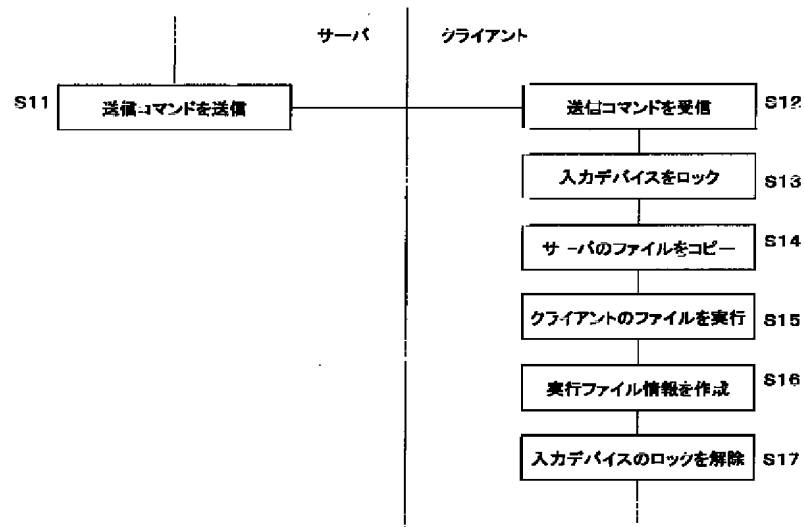 サーバ
クライアント
S11
送信コマンドを送信
送信コマンドを受信
S12
入力デバイスをロック
S13
サーバのファイルをコピー
S14
クライアントのファイルを実行
S15
実行ファイル情報を作成
S16
入力デバイスのロックを解除
S17